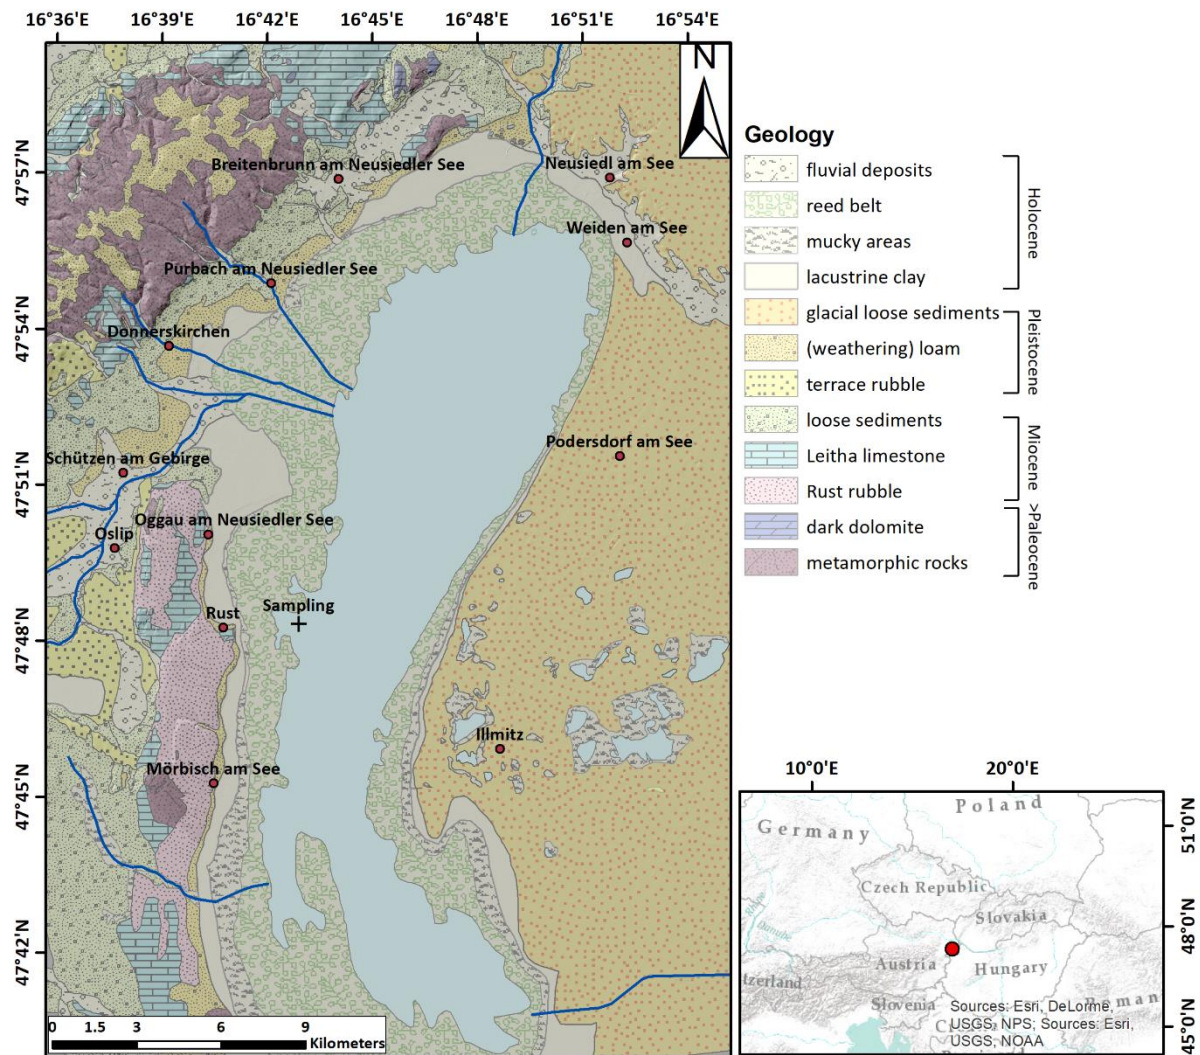 16°36'E 16°39'E 16°42'E 16°45'E 16°48'E 16°51'E 16°54'E
N
47°57'N
47°54'N
47°51'N
47°48'N
47°45'N
47°42'N
Breitenbrunn am Neusiedler See
Neusiedl am See
Weiden am See
Purbach am Neusiedler See
Donnerskirchen
Podersdorf am See
Schützen am Gebirge
Oggau am Neusiedler See
Oslip
Sampling
Rust
Illmitz
Mörbisch am See
0 1.5 3 6 9
Kilometers
Geology
fluvial deposits
reed belt
mucky areas
lacustrine clay
glacial loose sediments
(weathering) loam
terrace rubble
loose sediments
Leitha limestone
Rust rubble
dark dolomite
metamorphic rocks
Holocene
Pleistocene
Miocene
>Paleocene
10°0'E 20°0'E
51°0'N
48°0'N
45°0'N
Poland
Germany
Czech Republic
Slovakia
Danube
Austria
Hungary
tzerland
Slovenia
Sources: Esri, DeLorme,
USGS, NPS; Sources: Esri,
USGS, NOAA